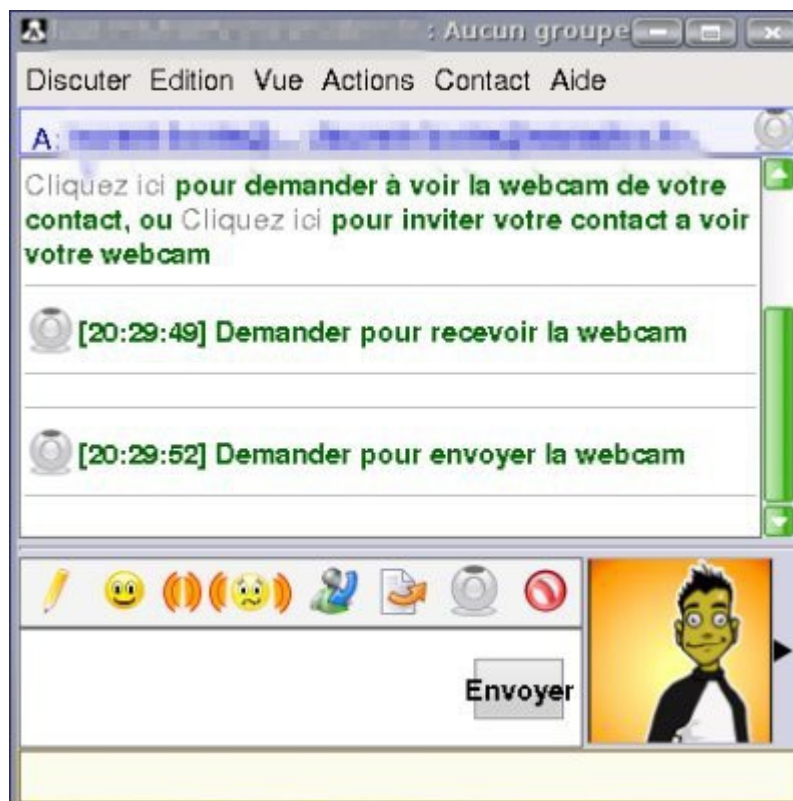 : Aucun groupe
Discuter Edition Vue Actions Contact Aide
A:
Cliquez ici pour demander à voir la webcam de votre
contact, ou Cliquez ici pour inviter votre contact a voir
votre webcam
[20:29:49] Demander pour recevoir la webcam
[20:29:52] Demander pour envoyer la webcam
Envoyer